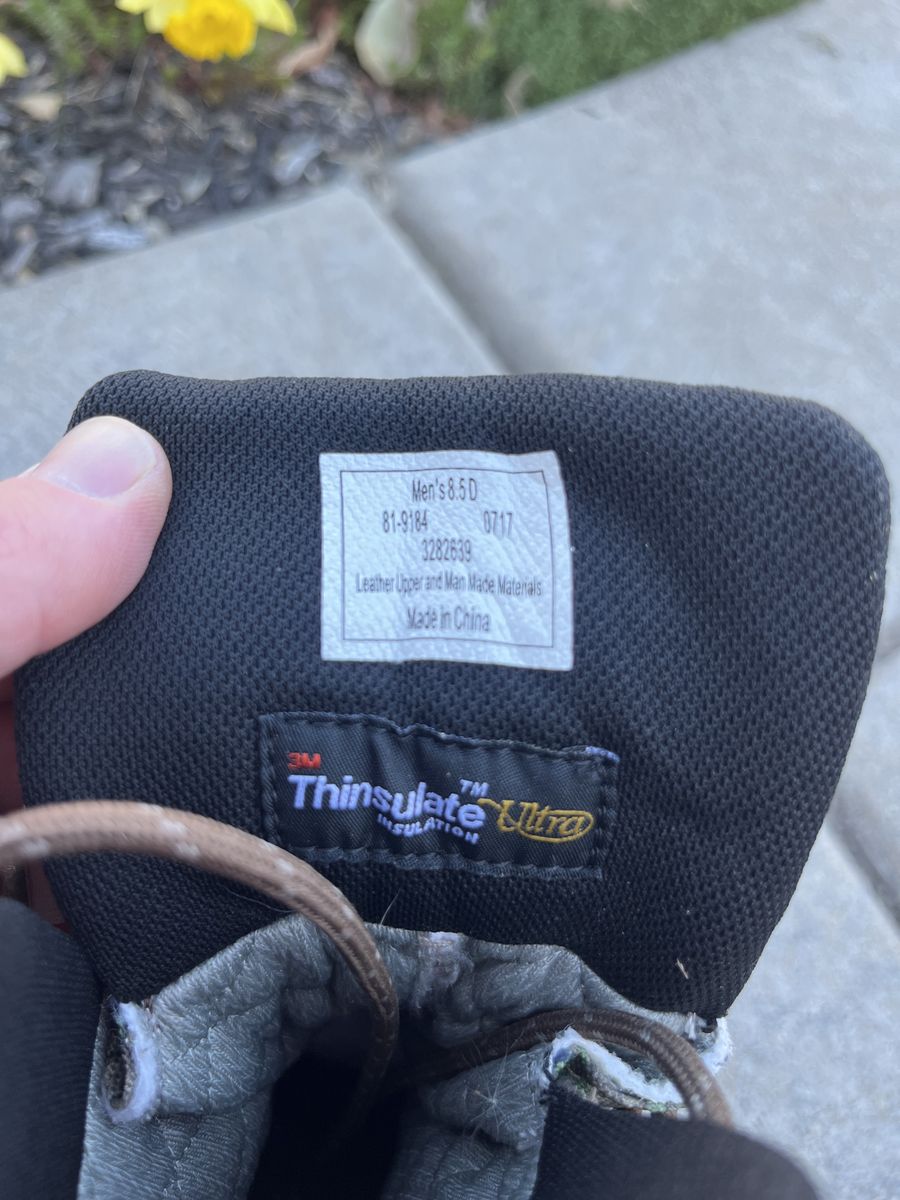 Men's 8.5 D
81-9184 0717
3282639
Leather Upper and Man Made Materials
Made in China
3M
Thinsulate™ Ultra
INSULATION